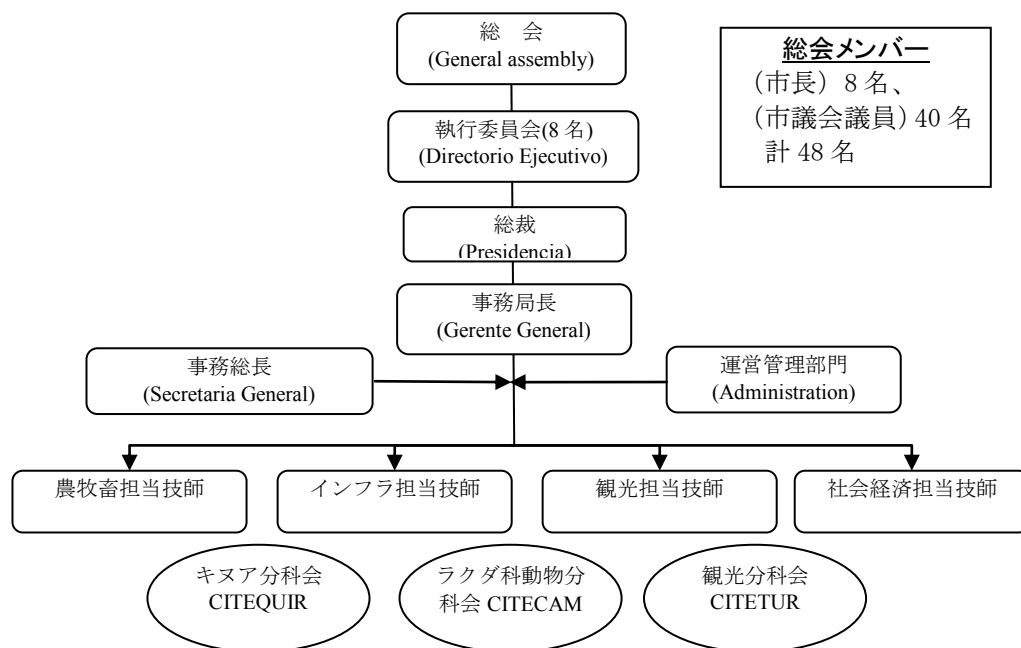 総　会
(General assembly)
総会メンバー
(市長) 8 名、
(市議会議員) 40 名
計 48 名
執行委員会(8 名)
(Directorio Ejecutivo)
総裁
(Presidencia)
事務局長
(Gerente General)
事務総長
(Secretaria General)
運営管理部門
(Administration)
農牧畜担当技師
インフラ担当技師
観光担当技師
社会経済担当技師
キヌア分科会
CITEQUIR
ラクダ科動物分
科会 CITECAM
観光分科会
CITETUR